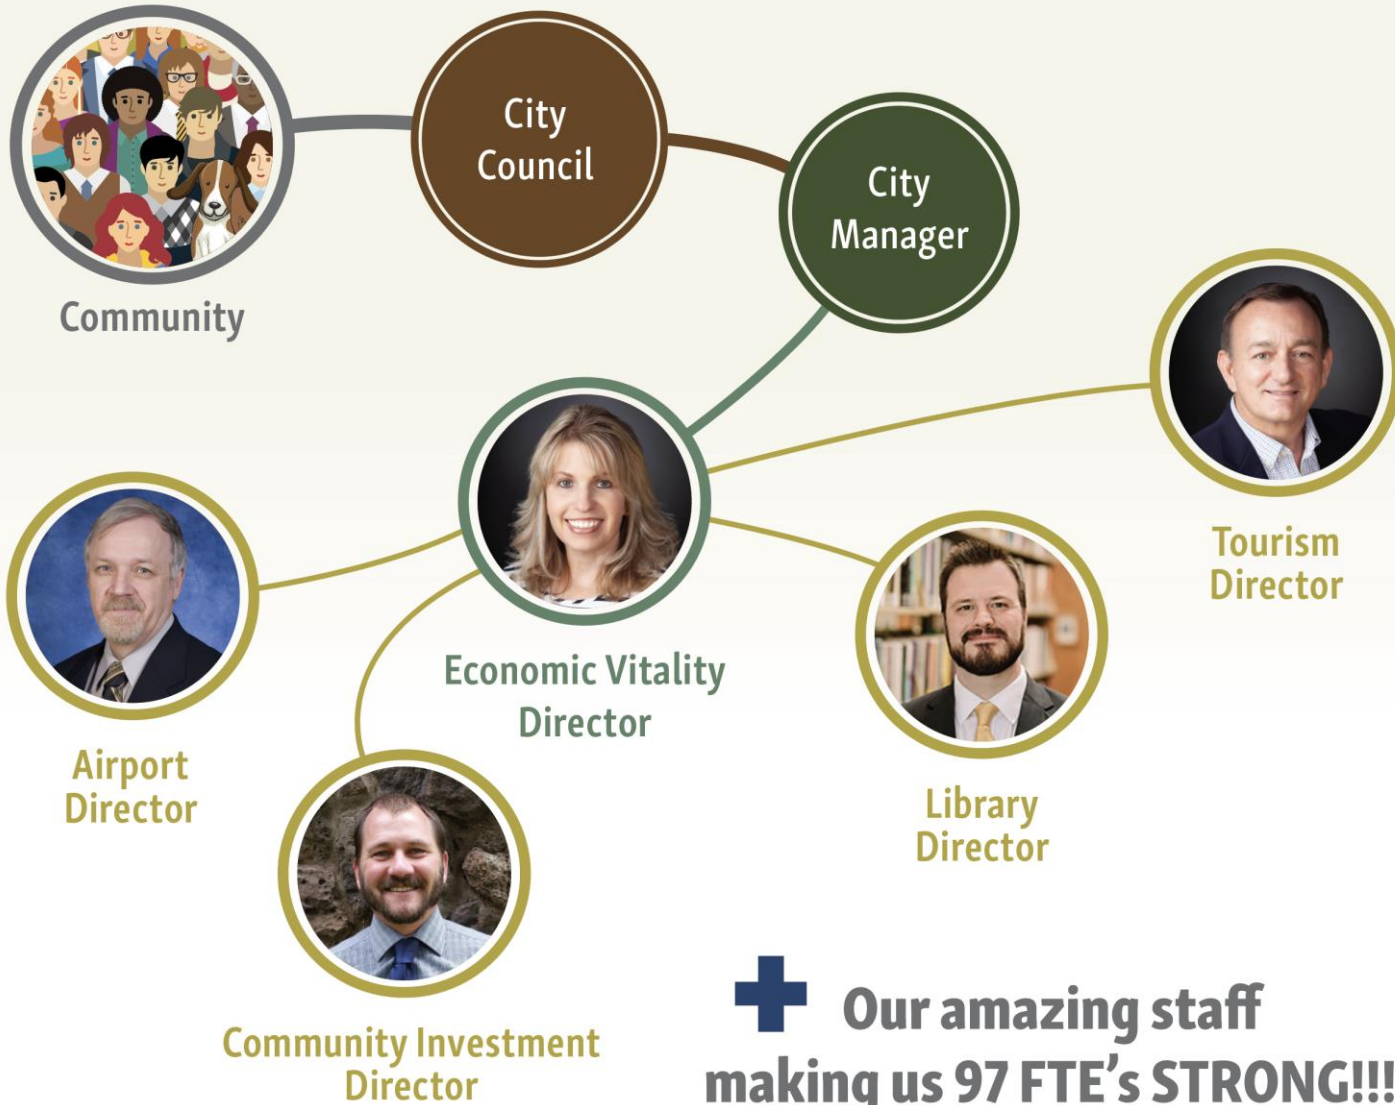 City
Council
City
Manager
Community
Tourism
Director
Economic Vitality
Director
Airport
Director
Library
Director
Community Investment
Director
Our amazing staff
making us 97 FTE's STRONG!!!